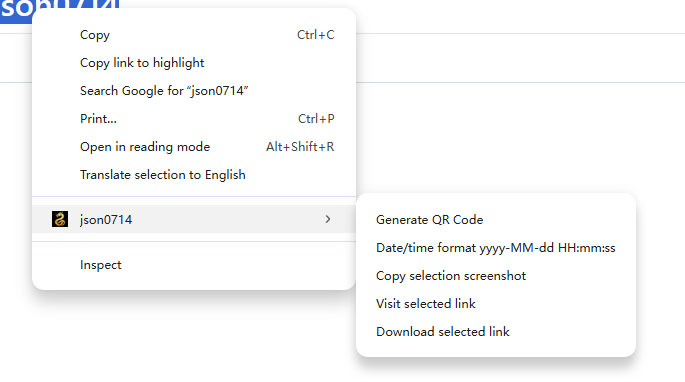 json0714
Copy Ctrl+C
Copy link to highlight
Search Google for “json0714”
Print... Ctrl+P
Open in reading mode Alt+Shift+R
Translate selection to English
json0714
Inspect
Generate QR Code
Date/time format yyyy-MM-dd HH:mm:ss
Copy selection screenshot
Visit selected link
Download selected link